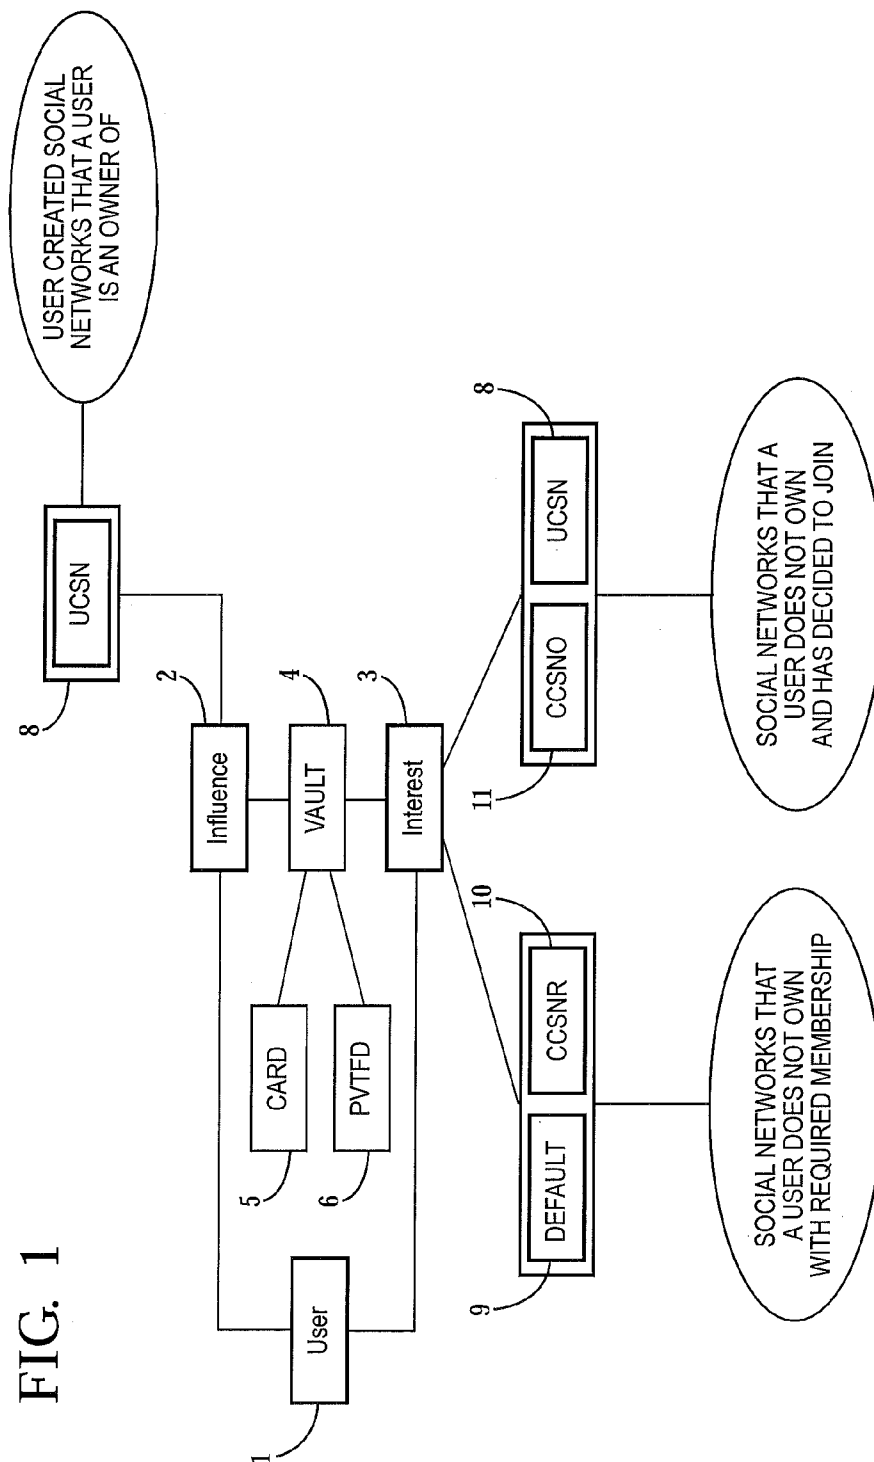 FIG. 1
USER CREATED SOCIAL
NETWORKS THAT A USER
IS AN OWNER OF
UCSN
8
2
Influence
4
VAULT
3
Interest
CARD
5
PVTFD
6
User
1
10
CCSNR
DEFAULT
9
8
UCSN
CCSNO
11
SOCIAL NETWORKS THAT
A USER DOES NOT OWN
WITH REQUIRED MEMBERSHIP
SOCIAL NETWORKS THAT A
USER DOES NOT OWN
AND HAS DECIDED TO JOIN